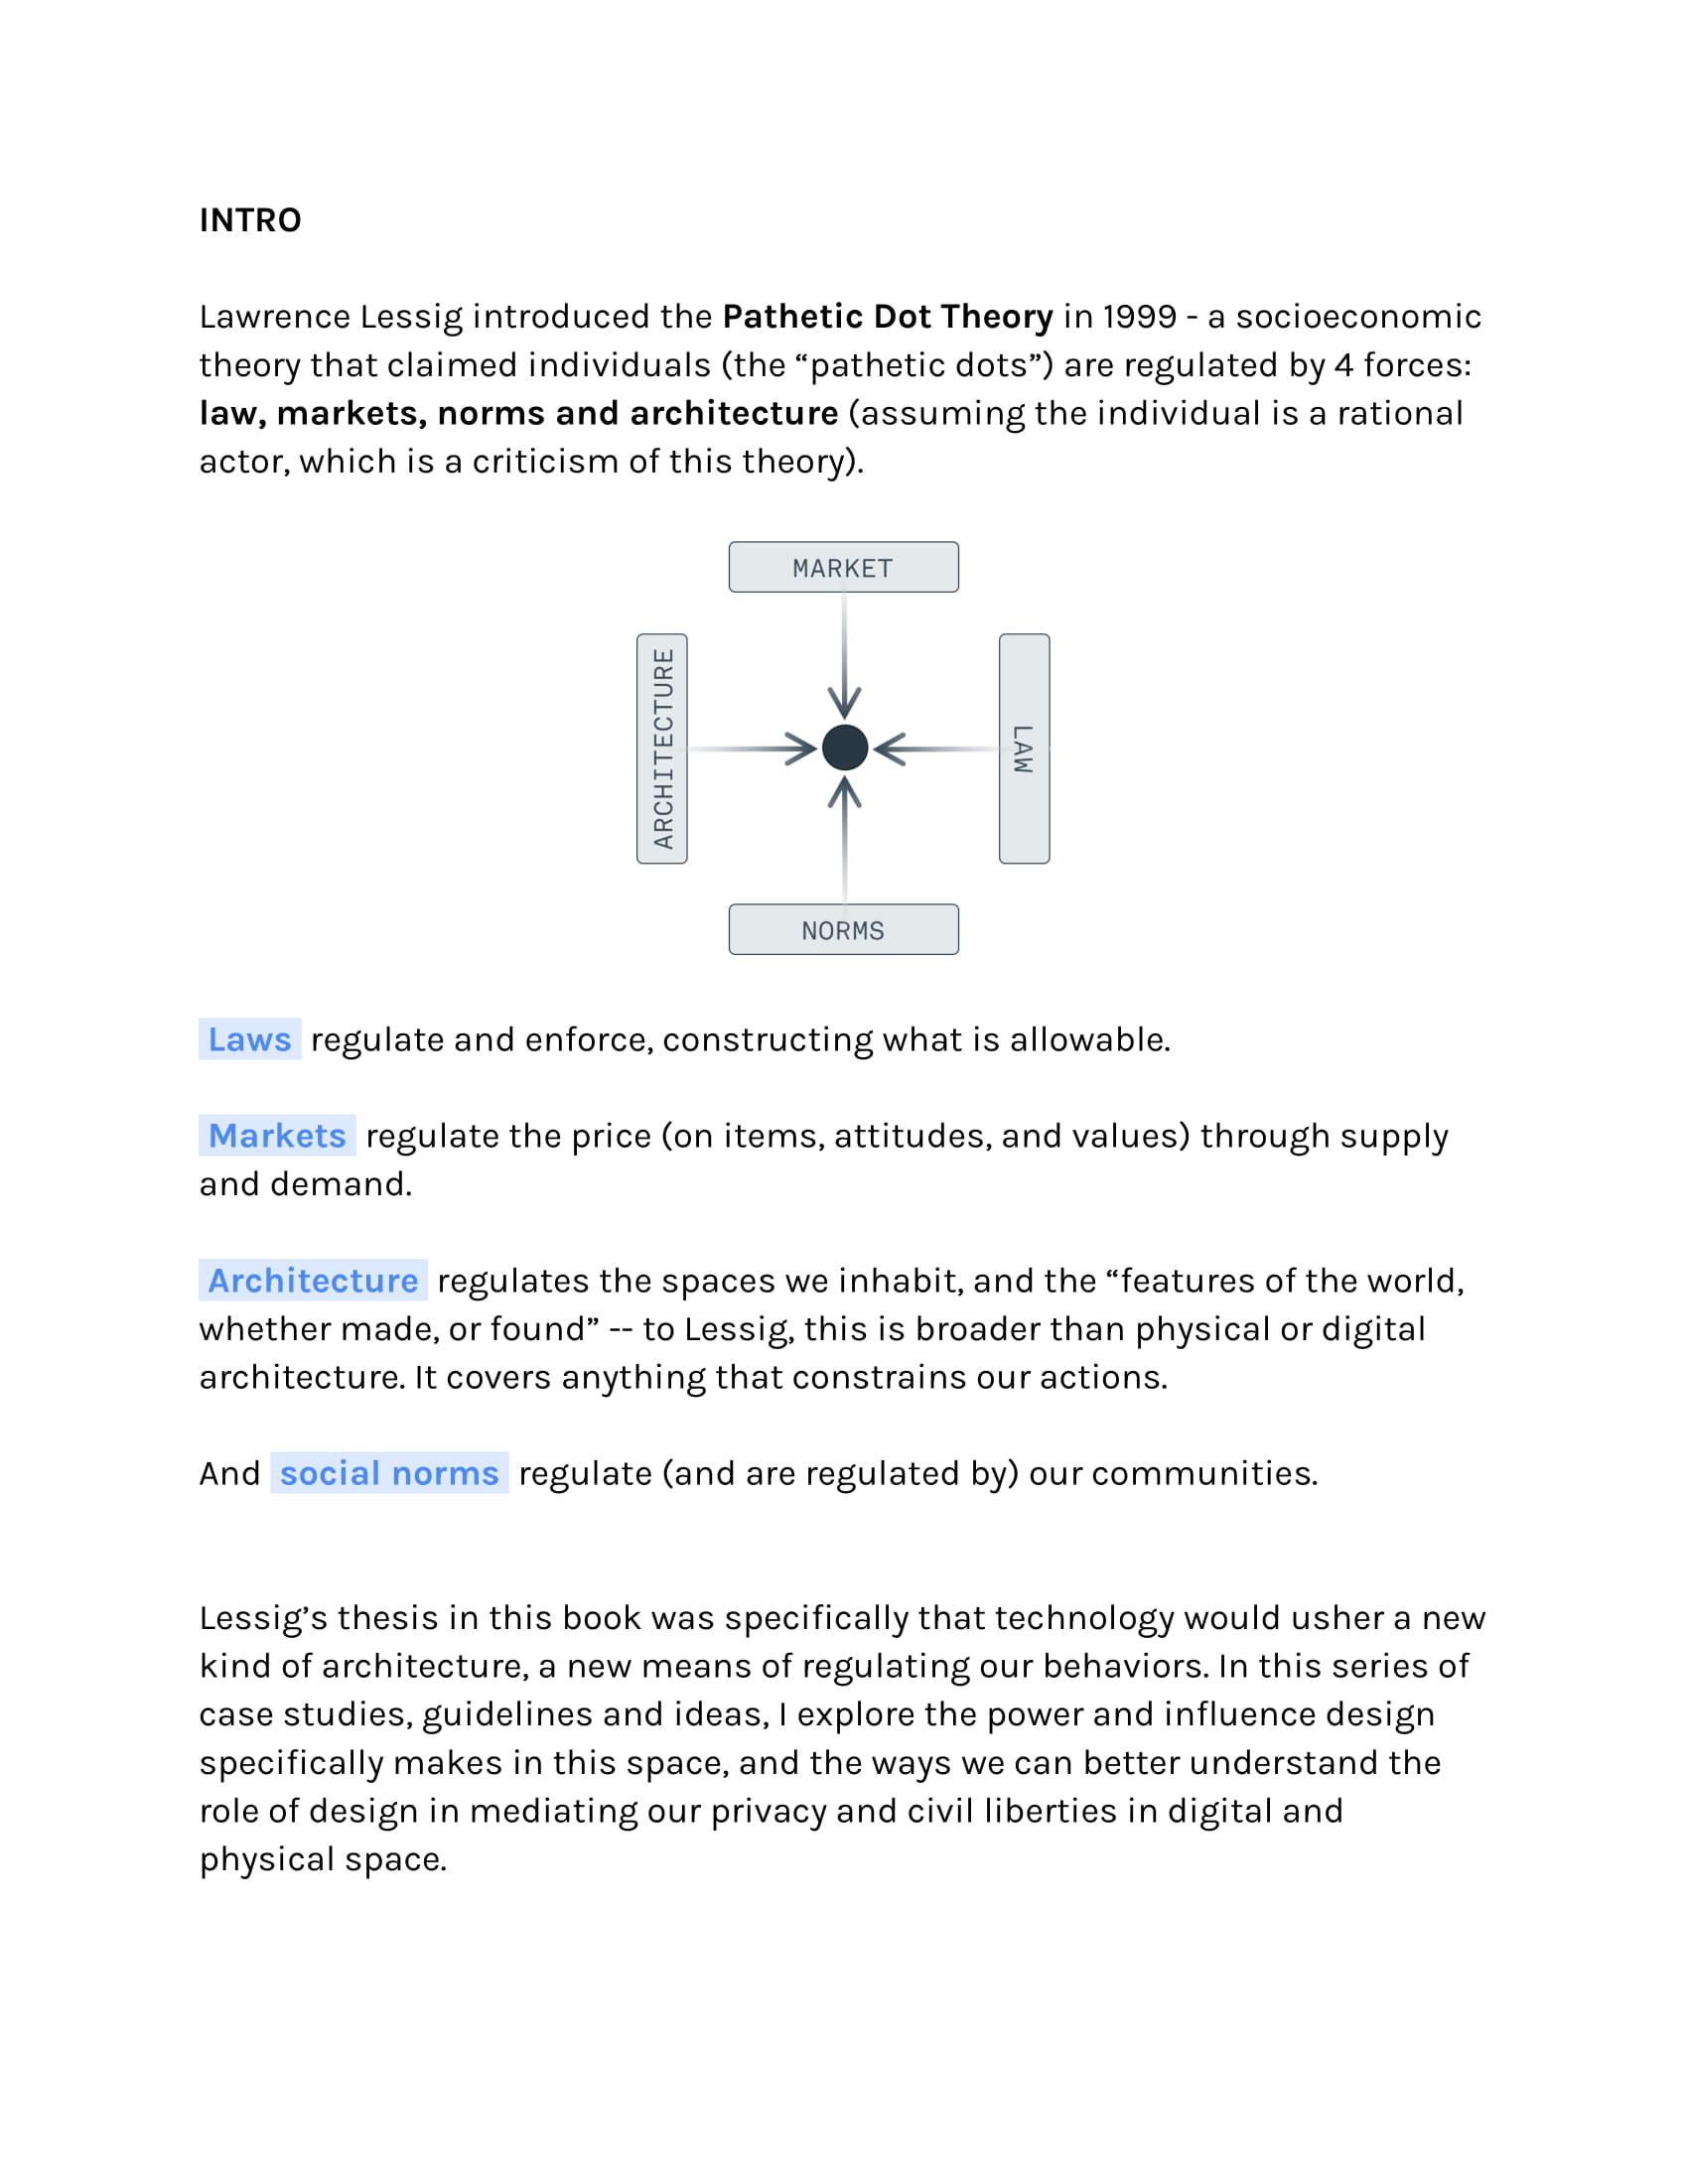 INTRO
Lawrence Lessig introduced the Pathetic Dot Theory in 1999 - a socioeconomic
theory that claimed individuals (the “pathetic dots”) are regulated by 4 forces:
law, markets, norms and architecture (assuming the individual is a rational
actor, which is a criticism of this theory).
MARKET
ARCHITECTURE
LAW
NORMS
Laws regulate and enforce, constructing what is allowable.
Markets regulate the price (on items, attitudes, and values) through supply
and demand.
Architecture regulates the spaces we inhabit, and the “features of the world,
whether made, or found” -- to Lessig, this is broader than physical or digital
architecture. It covers anything that constrains our actions.
And social norms regulate (and are regulated by) our communities.
Lessig’s thesis in this book was specifically that technology would usher a new
kind of architecture, a new means of regulating our behaviors. In this series of
case studies, guidelines and ideas, I explore the power and influence design
specifically makes in this space, and the ways we can better understand the
role of design in mediating our privacy and civil liberties in digital and
physical space.